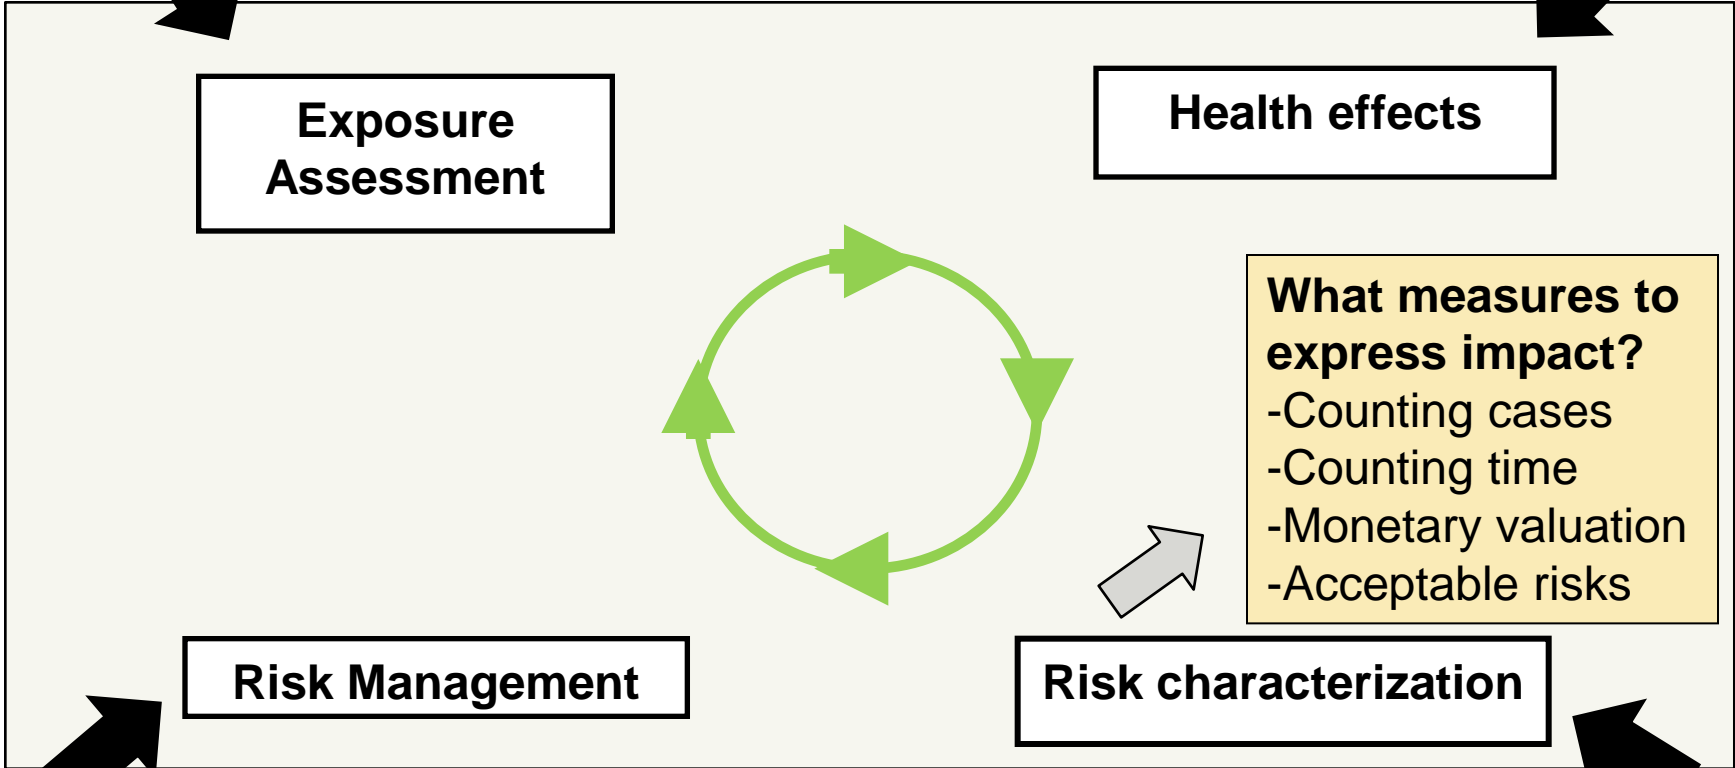 Exposure
Assessment
Health effects
What measures to
express impact?
-Counting cases
-Counting time
-Monetary valuation
-Acceptable risks
Risk Management
Risk characterization